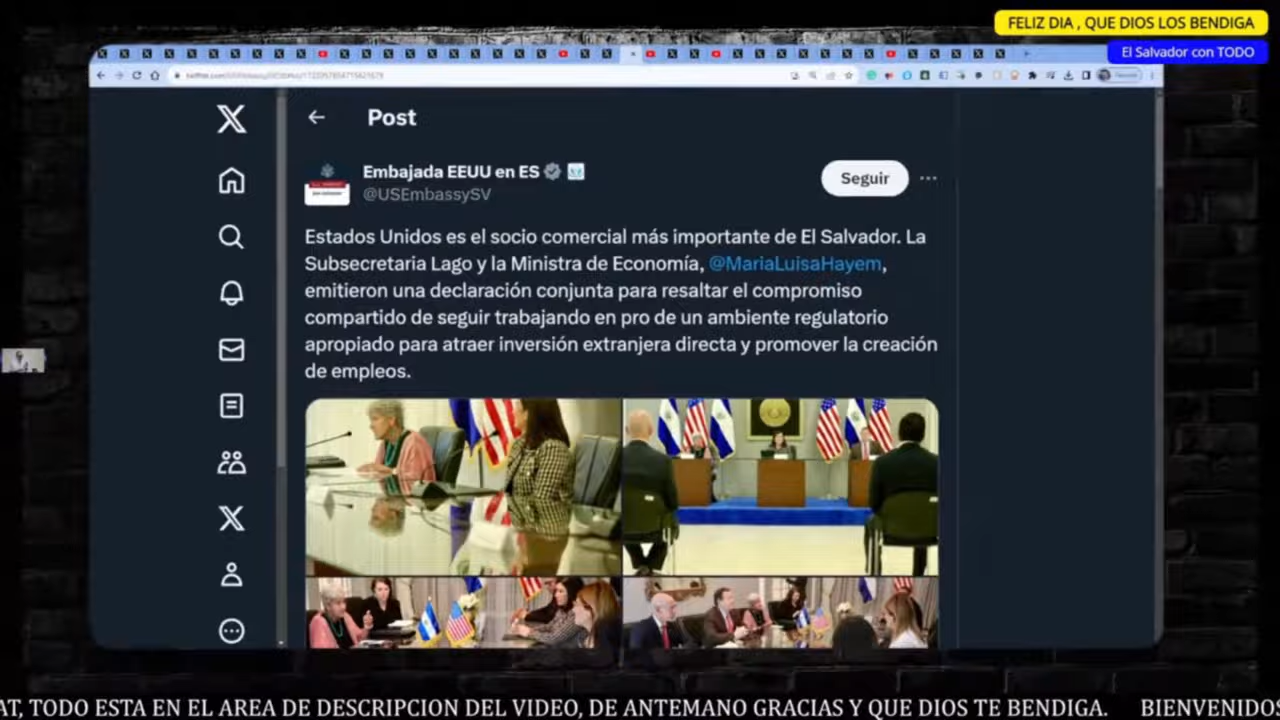 FELIZ DIA , QUE DIOS LOS BENDIGA
El Salvador con TODO
Post
Embajada EEUU en ES
@USEmbassySV
Seguir
Estados Unidos es el socio comercial más importante de El Salvador. La
Subsecretaria Lago y la Ministra de Economía, @MariaLuisaHayem,
emitieron una declaración conjunta para resaltar el compromiso
compartido de seguir trabajando en pro de un ambiente regulatorio
apropiado para atraer inversión extranjera directa y promover la creación
de empleos.
AT, TODO ESTA EN EL AREA DE DESCRIPCION DEL VIDEO, DE ANTEMANO GRACIAS Y QUE DIOS TE BENDIGA. BIENVENIDOS